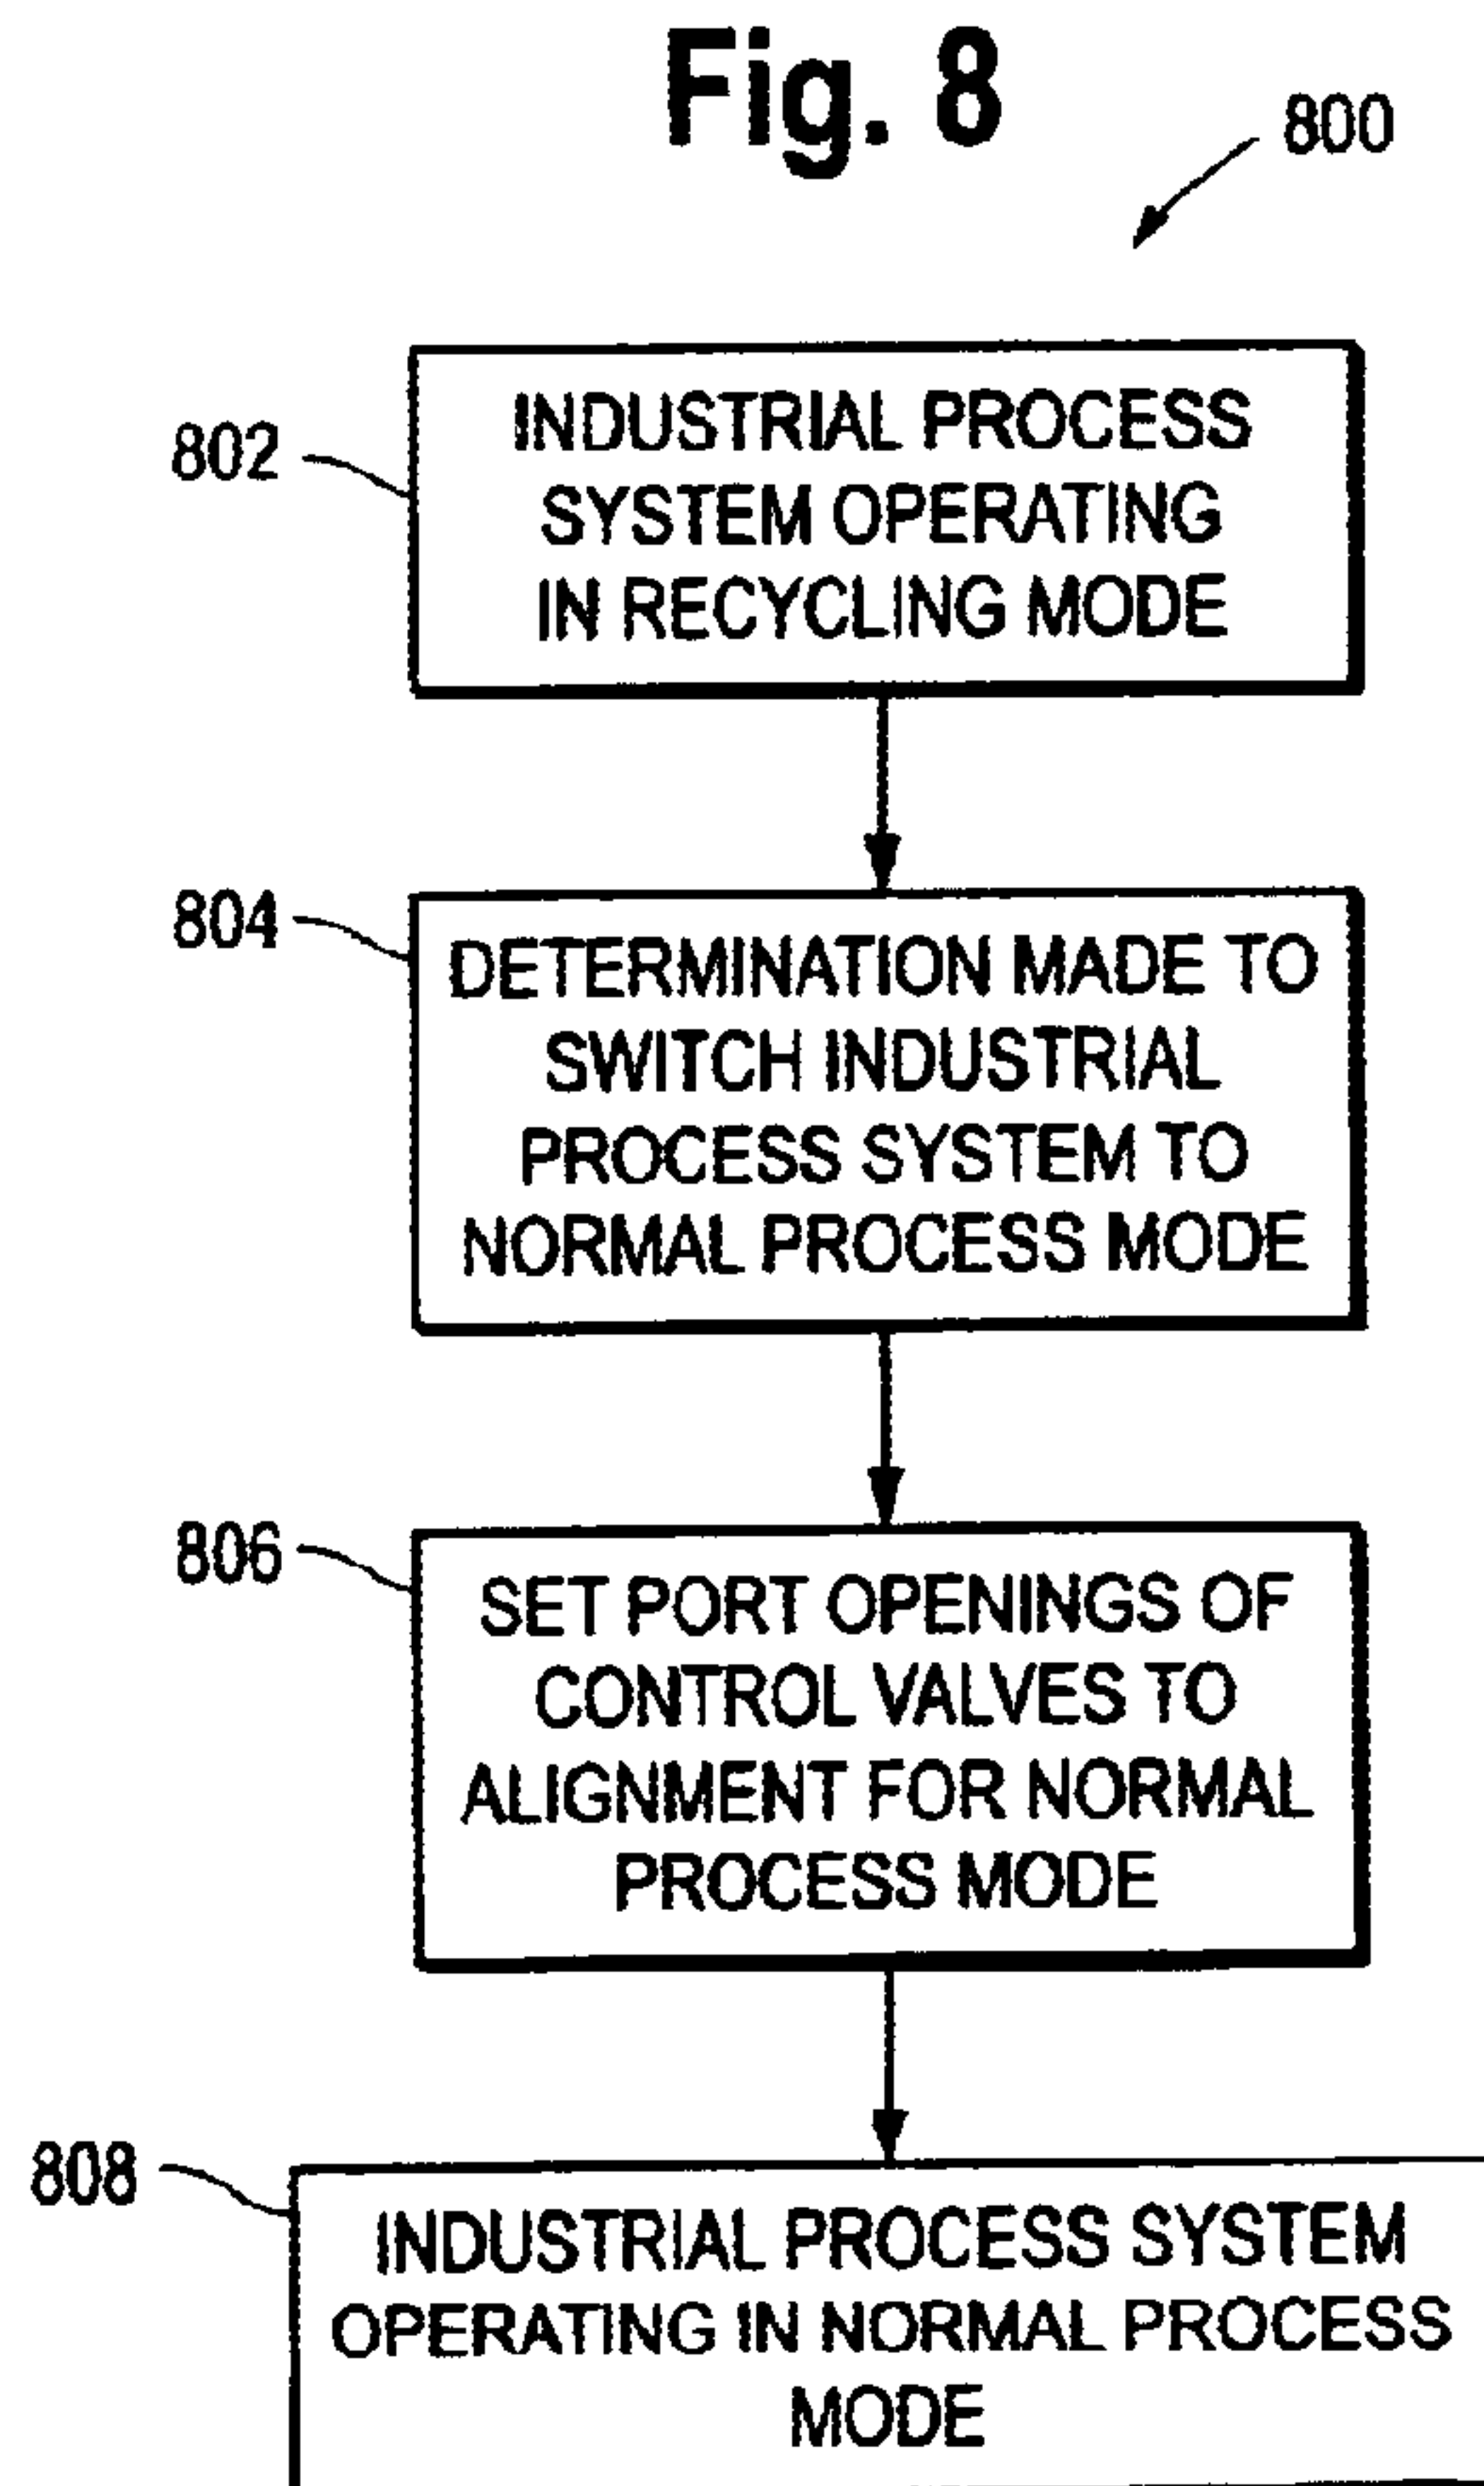 Fig. 8
800
802
INDUSTRIAL PROCESS
SYSTEM OPERATING
IN RECYCLING MODE
804
DETERMINATION MADE TO
SWITCH INDUSTRIAL
PROCESS SYSTEM TO
NORMAL PROCESS MODE
806
SET PORT OPENINGS OF
CONTROL VALVES TO
ALIGNMENT FOR NORMAL
PROCESS MODE
808
INDUSTRIAL PROCESS SYSTEM
OPERATING IN NORMAL PROCESS
MODE